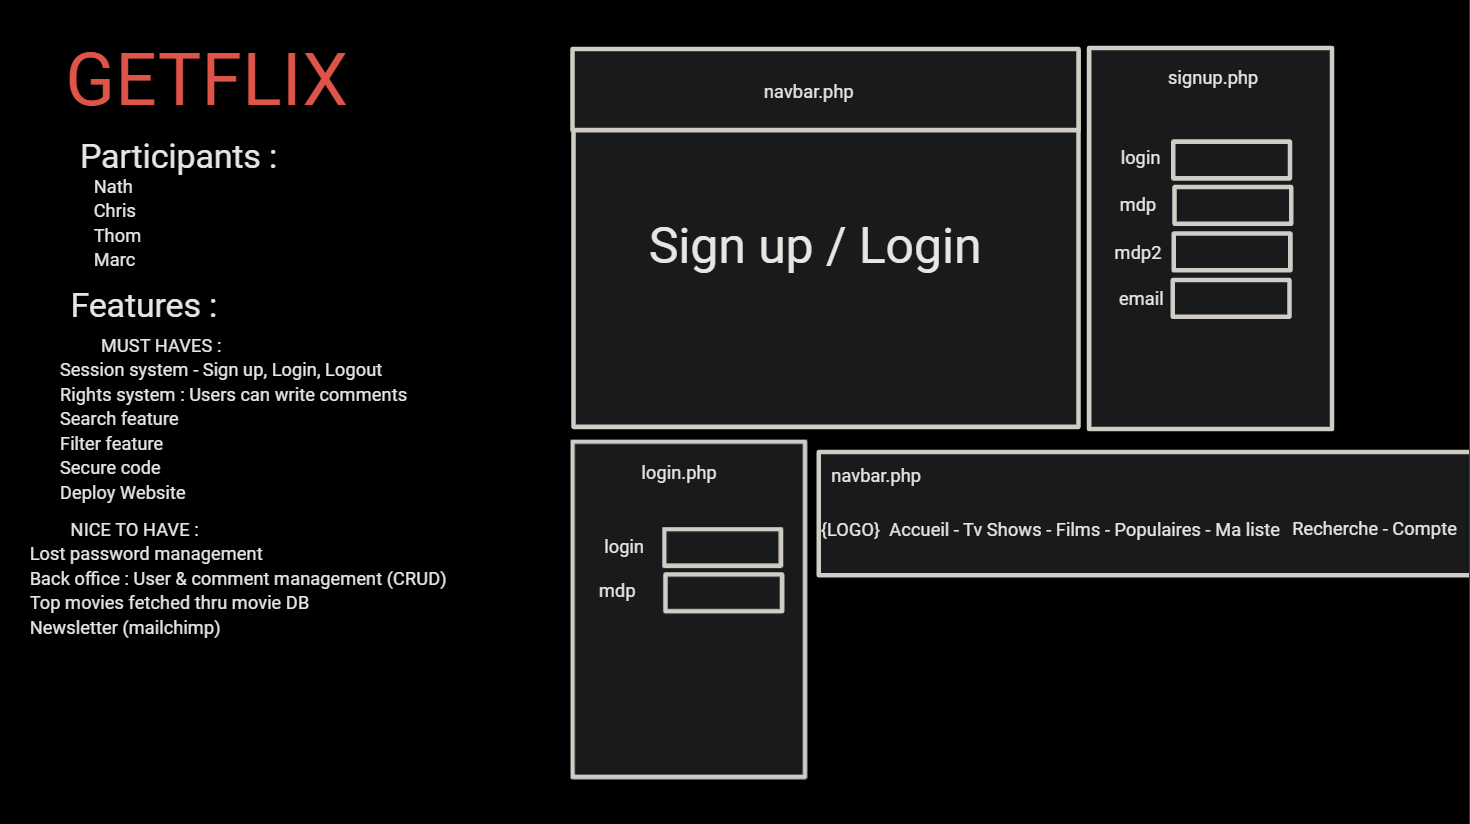 GETFLIX
Participants :
Nath
Chris
Thom
Marc
Features :
MUST HAVES :
Session system - Sign up, Login, Logout
Rights system : Users can write comments
Search feature
Filter feature
Secure code
Deploy Website
NICE TO HAVE :
Lost password management
Back office : User & comment management (CRUD)
Top movies fetched thru movie DB
Newsletter (mailchimp)
navbar.php
Sign up / Login
signup.php
login
mdp
mdp2
email
login.php
login
mdp
navbar.php
{LOGO} Accueil - Tv Shows - Films - Populaires - Ma liste Recherche - Compte